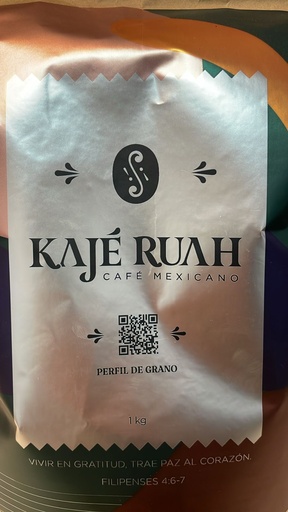 KAJÉ RUAH
CAFÉ MEXICANO
PERFIL DE GRANO
1 kg
VIVIR EN GRATITUD, TRAE PAZ AL CORAZÓN.
FILIPENSES 4:6-7